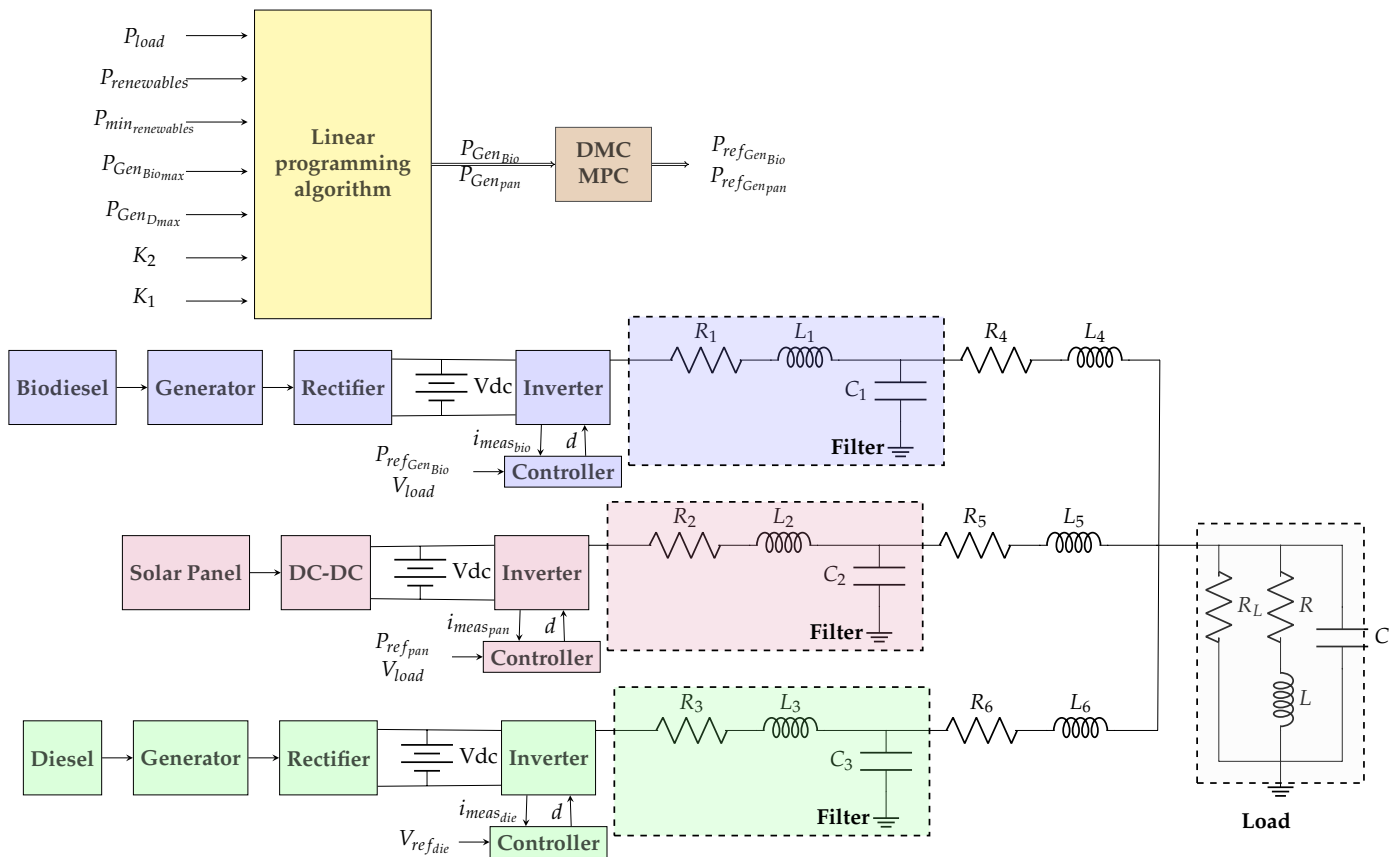 P_load
P_renewables
P_min_renewables
P_Gen_Bio_max
P_Gen_D_max
K_2
K_1
Linear
programming
algorithm
P_Gen_Bio
P_Gen_pan
DMC
MPC
P_ref_Gen_Bio
P_ref_Gen_pan
Biodiesel
Generator
Rectifier
Vdc
Inverter
i_meas_bio
d
P_ref_Gen_Bio
V_load
Controller
R_1
L_1
C_1
Filter
R_4
L_4
Solar Panel
DC-DC
Vdc
Inverter
i_meas_pan
d
P_ref_pan
V_load
Controller
R_2
L_2
C_2
Filter
R_5
L_5
R_L
R
C
L
Load
Diesel
Generator
Rectifier
Vdc
Inverter
i_meas_die
d
V_ref_die
Controller
R_3
L_3
C_3
Filter
R_6
L_6